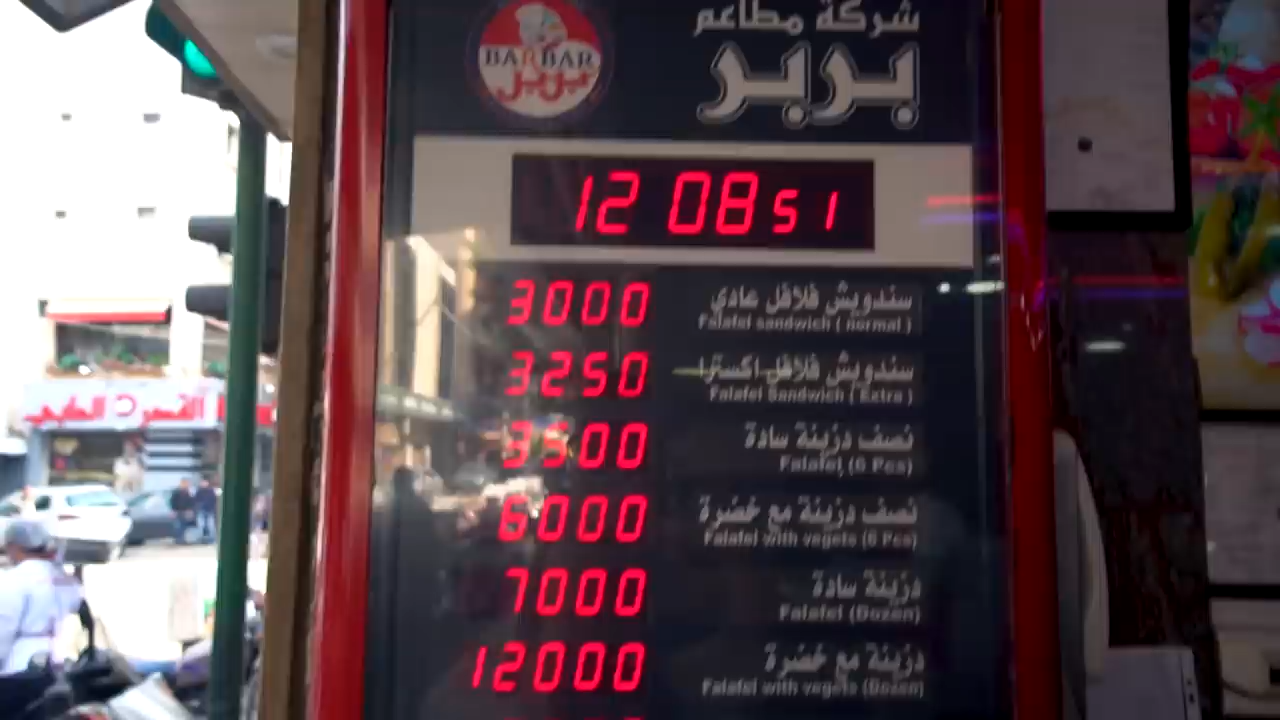 شركة مطاعم
بربر
BARBAR
بربر
12 08 51
3000 سندويش فلافل عادي
Falafel sandwich ( normal )
3250 سندويش فلافل اكسترا
Falafel Sandwich ( Extra )
3500 نصف دزينة سادة
Falafel (6 Pcs)
6000 نصف دزينة مع خضرة
Falafel with vegets (6 Pcs)
7000 دزينة سادة
Falafel (Dozen)
12000 دزينة مع خضرة
Falafel with vegets (Dozen)